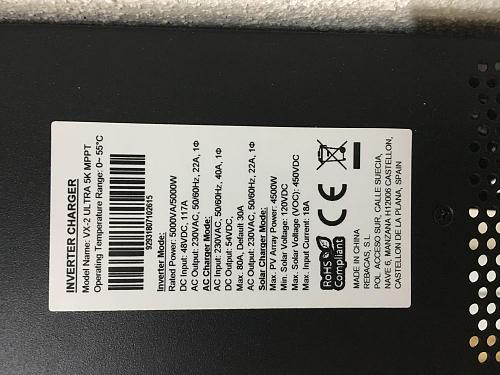 INVERTER CHARGER
Model Name: VX-2 ULTRA 5K MPPT
Operating Temperature Range: 0~ 55°C
92931807102615
Inverter Mode:
Rated Power: 5000VA/5000W
DC Input: 48VDC, 117A
AC Output: 230VAC, 50/60Hz, 22A, 1Φ
AC Charger Mode:
AC Input: 230VAC, 50/60Hz, 40A, 1Φ
DC Output: 54VDC,
Max. 80A, Default 30A
AC Output: 230VAC, 50/60Hz, 22A, 1Φ
Solar Charger Mode:
Max. PV Array Power: 4500W
Min. Solar Voltage: 120VDC
Max. Solar Voltage (VOC): 450VDC
Max. Input Current: 18A
RoHS
Compliant
CE
MADE IN CHINA
REBACAS, S.L.
POL. ACCESO SUR, CALLE SUECIA,
NAVE 6, MANZANA H12006 CASTELLON,
CASTELLON DE LA PLANA, SPAIN